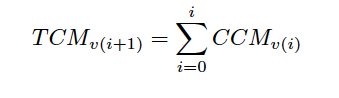 $TCM_{v(i+1)} = \sum_{i=0}^{i} CCM_{v(i)}$